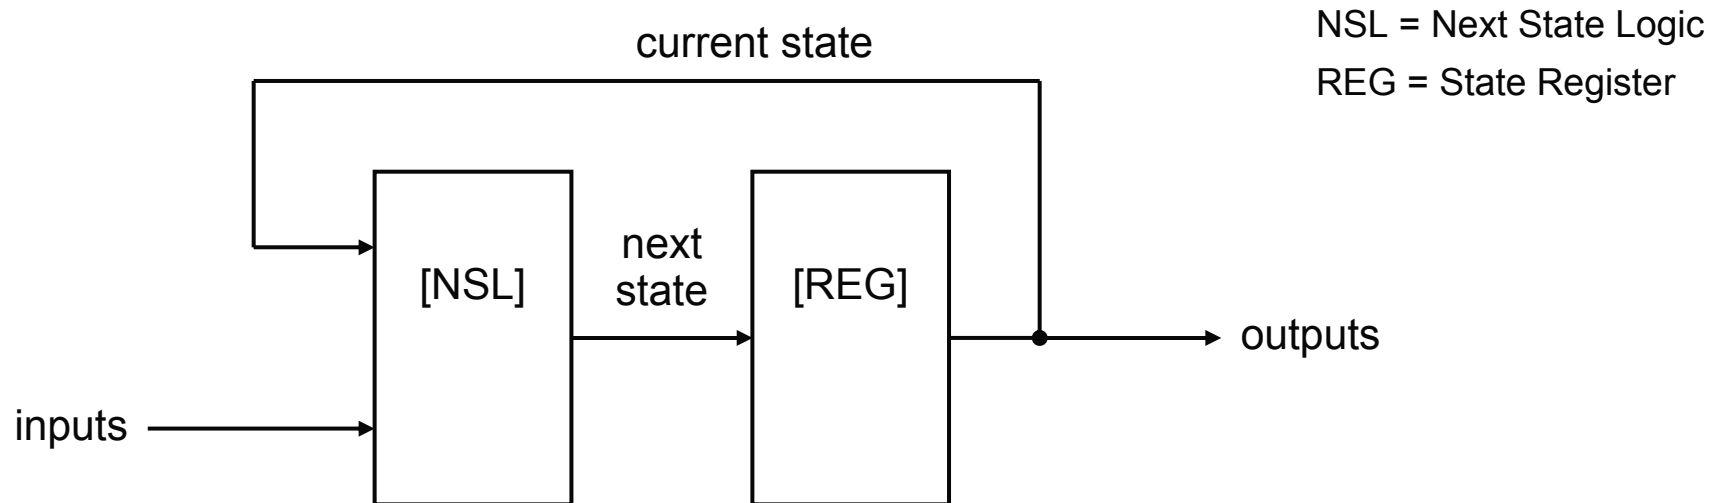 NSL = Next State Logic
REG = State Register
current state
[NSL]
next
state
[REG]
outputs
inputs